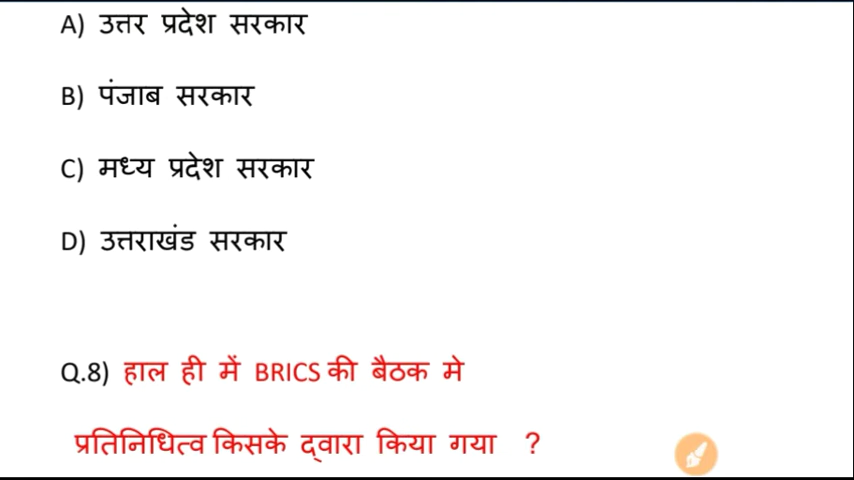 A) उत्तर प्रदेश सरकार
B) पंजाब सरकार
C) मध्य प्रदेश सरकार
D) उत्तराखंड सरकार
Q.8) हाल ही में BRICS की बैठक मे
प्रतिनिधित्व किसके द्वारा किया गया ?